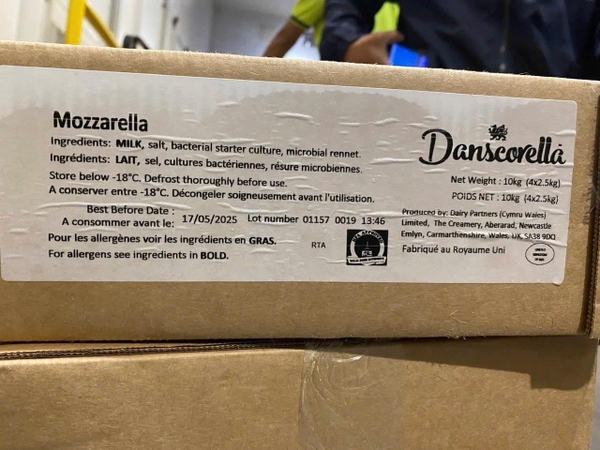 Mozzarella
Ingredients: MILK, salt, bacterial starter culture, microbial rennet.
Ingrédients: LAIT, sel, cultures bactériennes, résure microbiennes.
Store below -18°C. Defrost thoroughly before use.
A conserver entre -18°C. Décongeler soigneusement avant l'utilisation.
Best Before Date :
A consommer avant le: 17/05/2025 Lot number 01157 0019 13:46
Pour les allergènes voir les ingrédients en GRAS.
For allergens see ingredients in BOLD.
RTA
Danscorella
Net Weight : 10kg (4x2.5kg)
POIDS NET : 10kg (4x2.5kg)
Produced by: Dairy Partners (Cymru Wales)
Limited, The Creamery, Aberarad, Newcastle
Emlyn, Carmarthenshire, Wales, UK, SA38 9DQ
Fabriqué au Royaume Uni